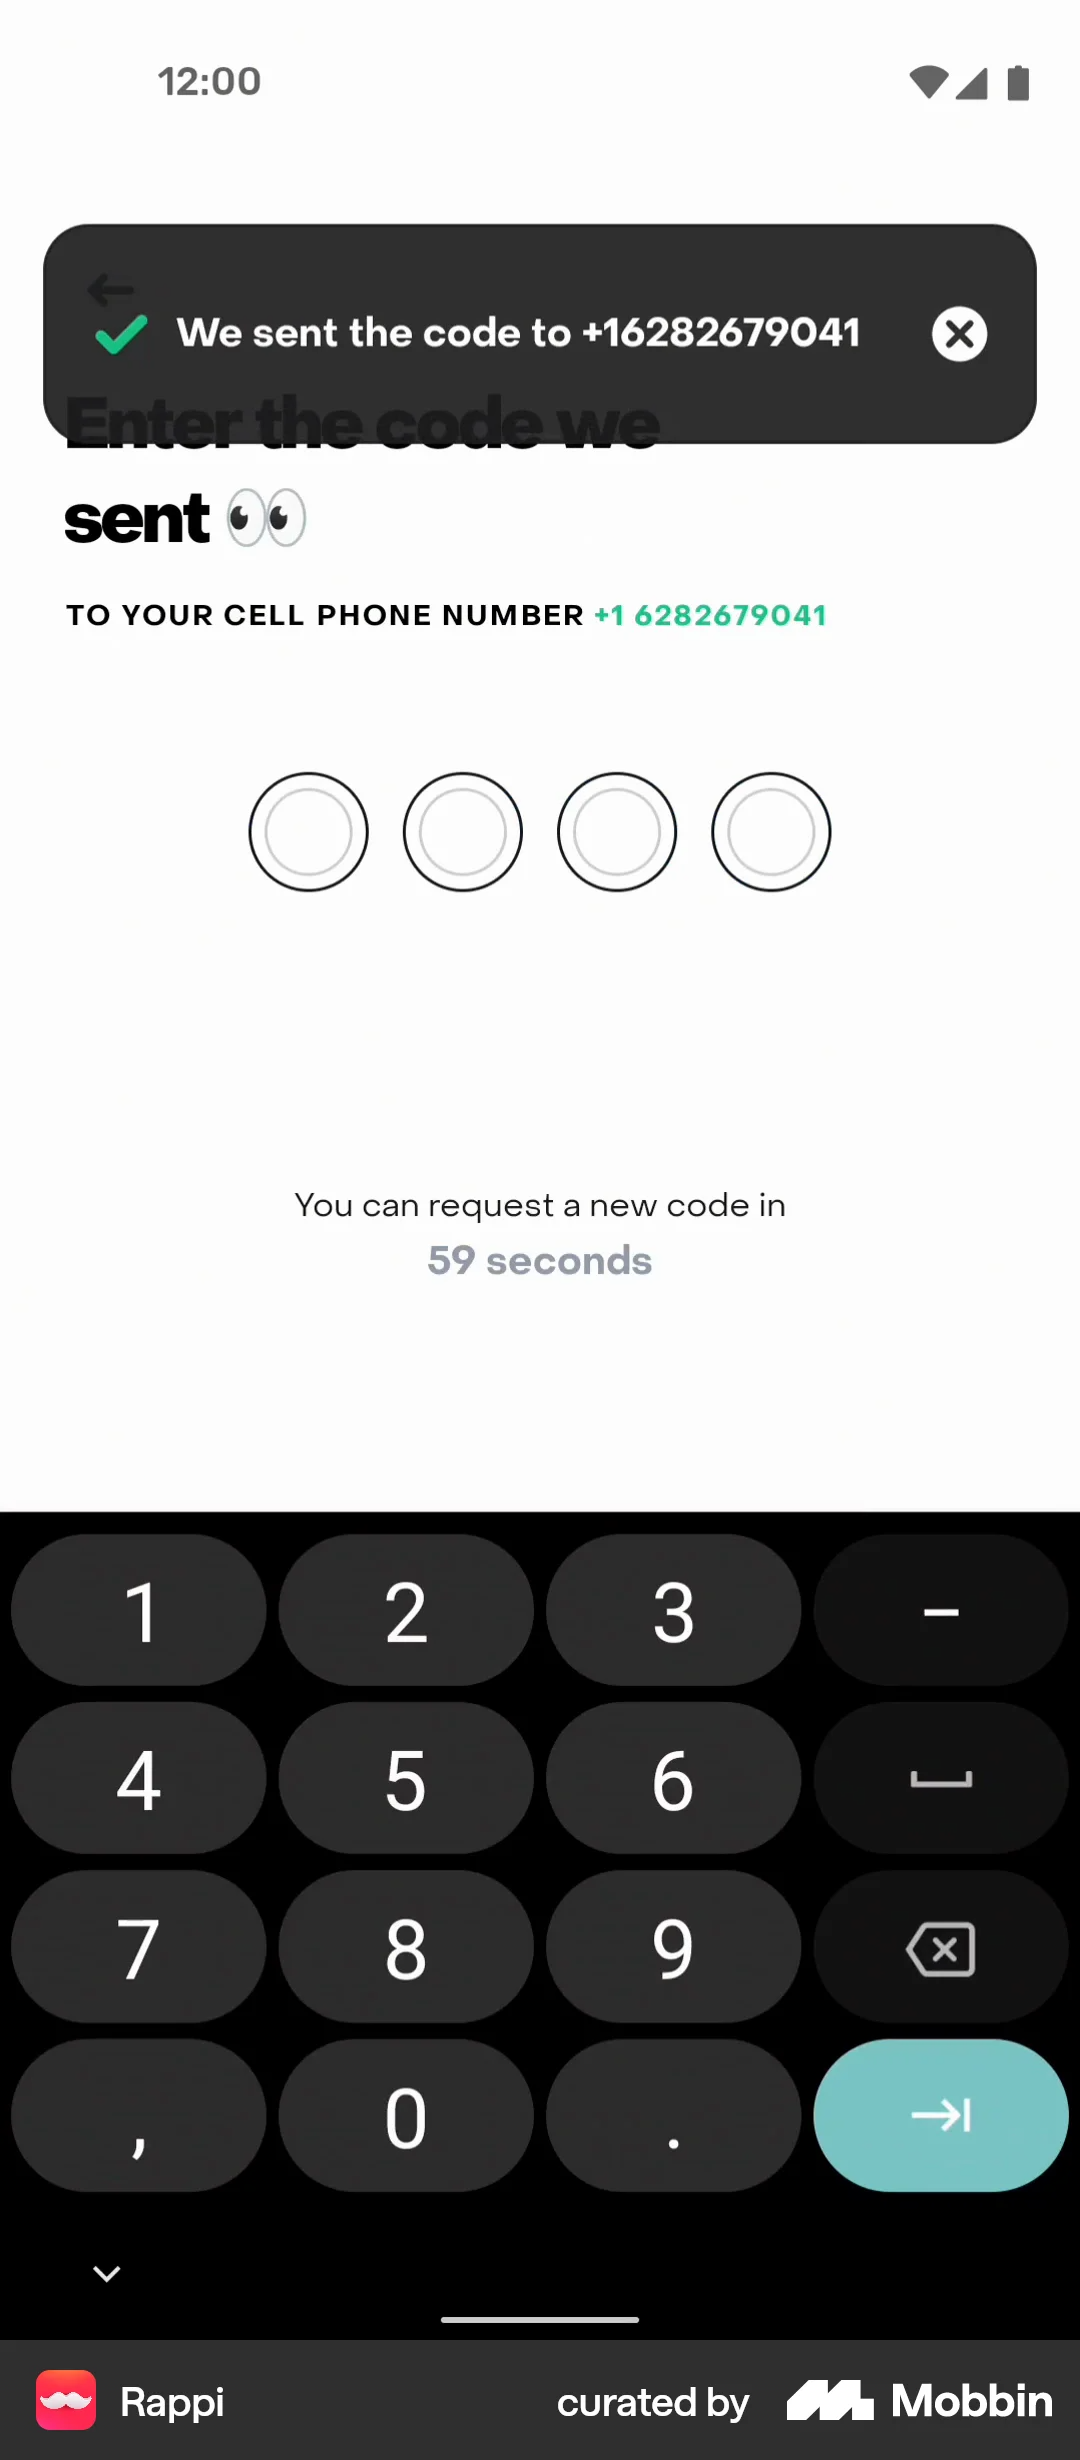 12:00
We sent the code to +16282679041
Enter the code we
sent 👀
TO YOUR CELL PHONE NUMBER +1 6282679041
You can request a new code in
59 seconds
1 2 3 –
4 5 6
7 8 9
, 0 .
Rappi curated by Mobbin